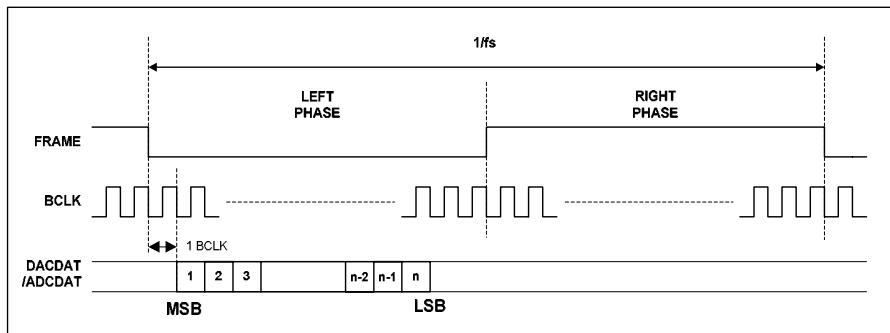 1/fs
LEFT
PHASE
RIGHT
PHASE
FRAME
BCLK
1 BCLK
DACDAT
/ADCDAT
1 2 3 n-2 n-1 n
MSB LSB